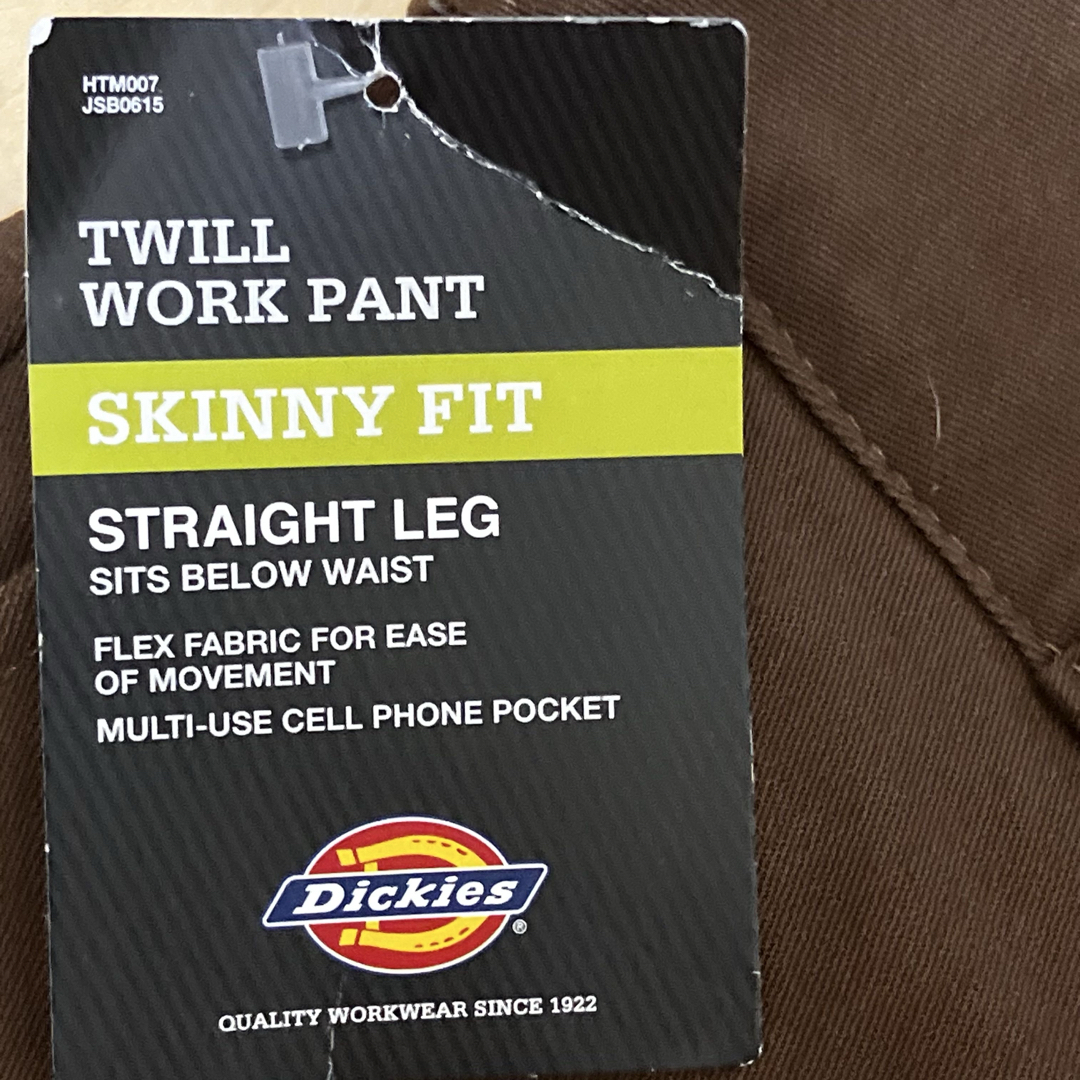 HTM007
JSB0615
TWILL
WORK PANT
SKINNY FIT
STRAIGHT LEG
SITS BELOW WAIST
FLEX FABRIC FOR EASE
OF MOVEMENT
MULTI-USE CELL PHONE POCKET
Dickies
®
QUALITY WORKWEAR SINCE 1922